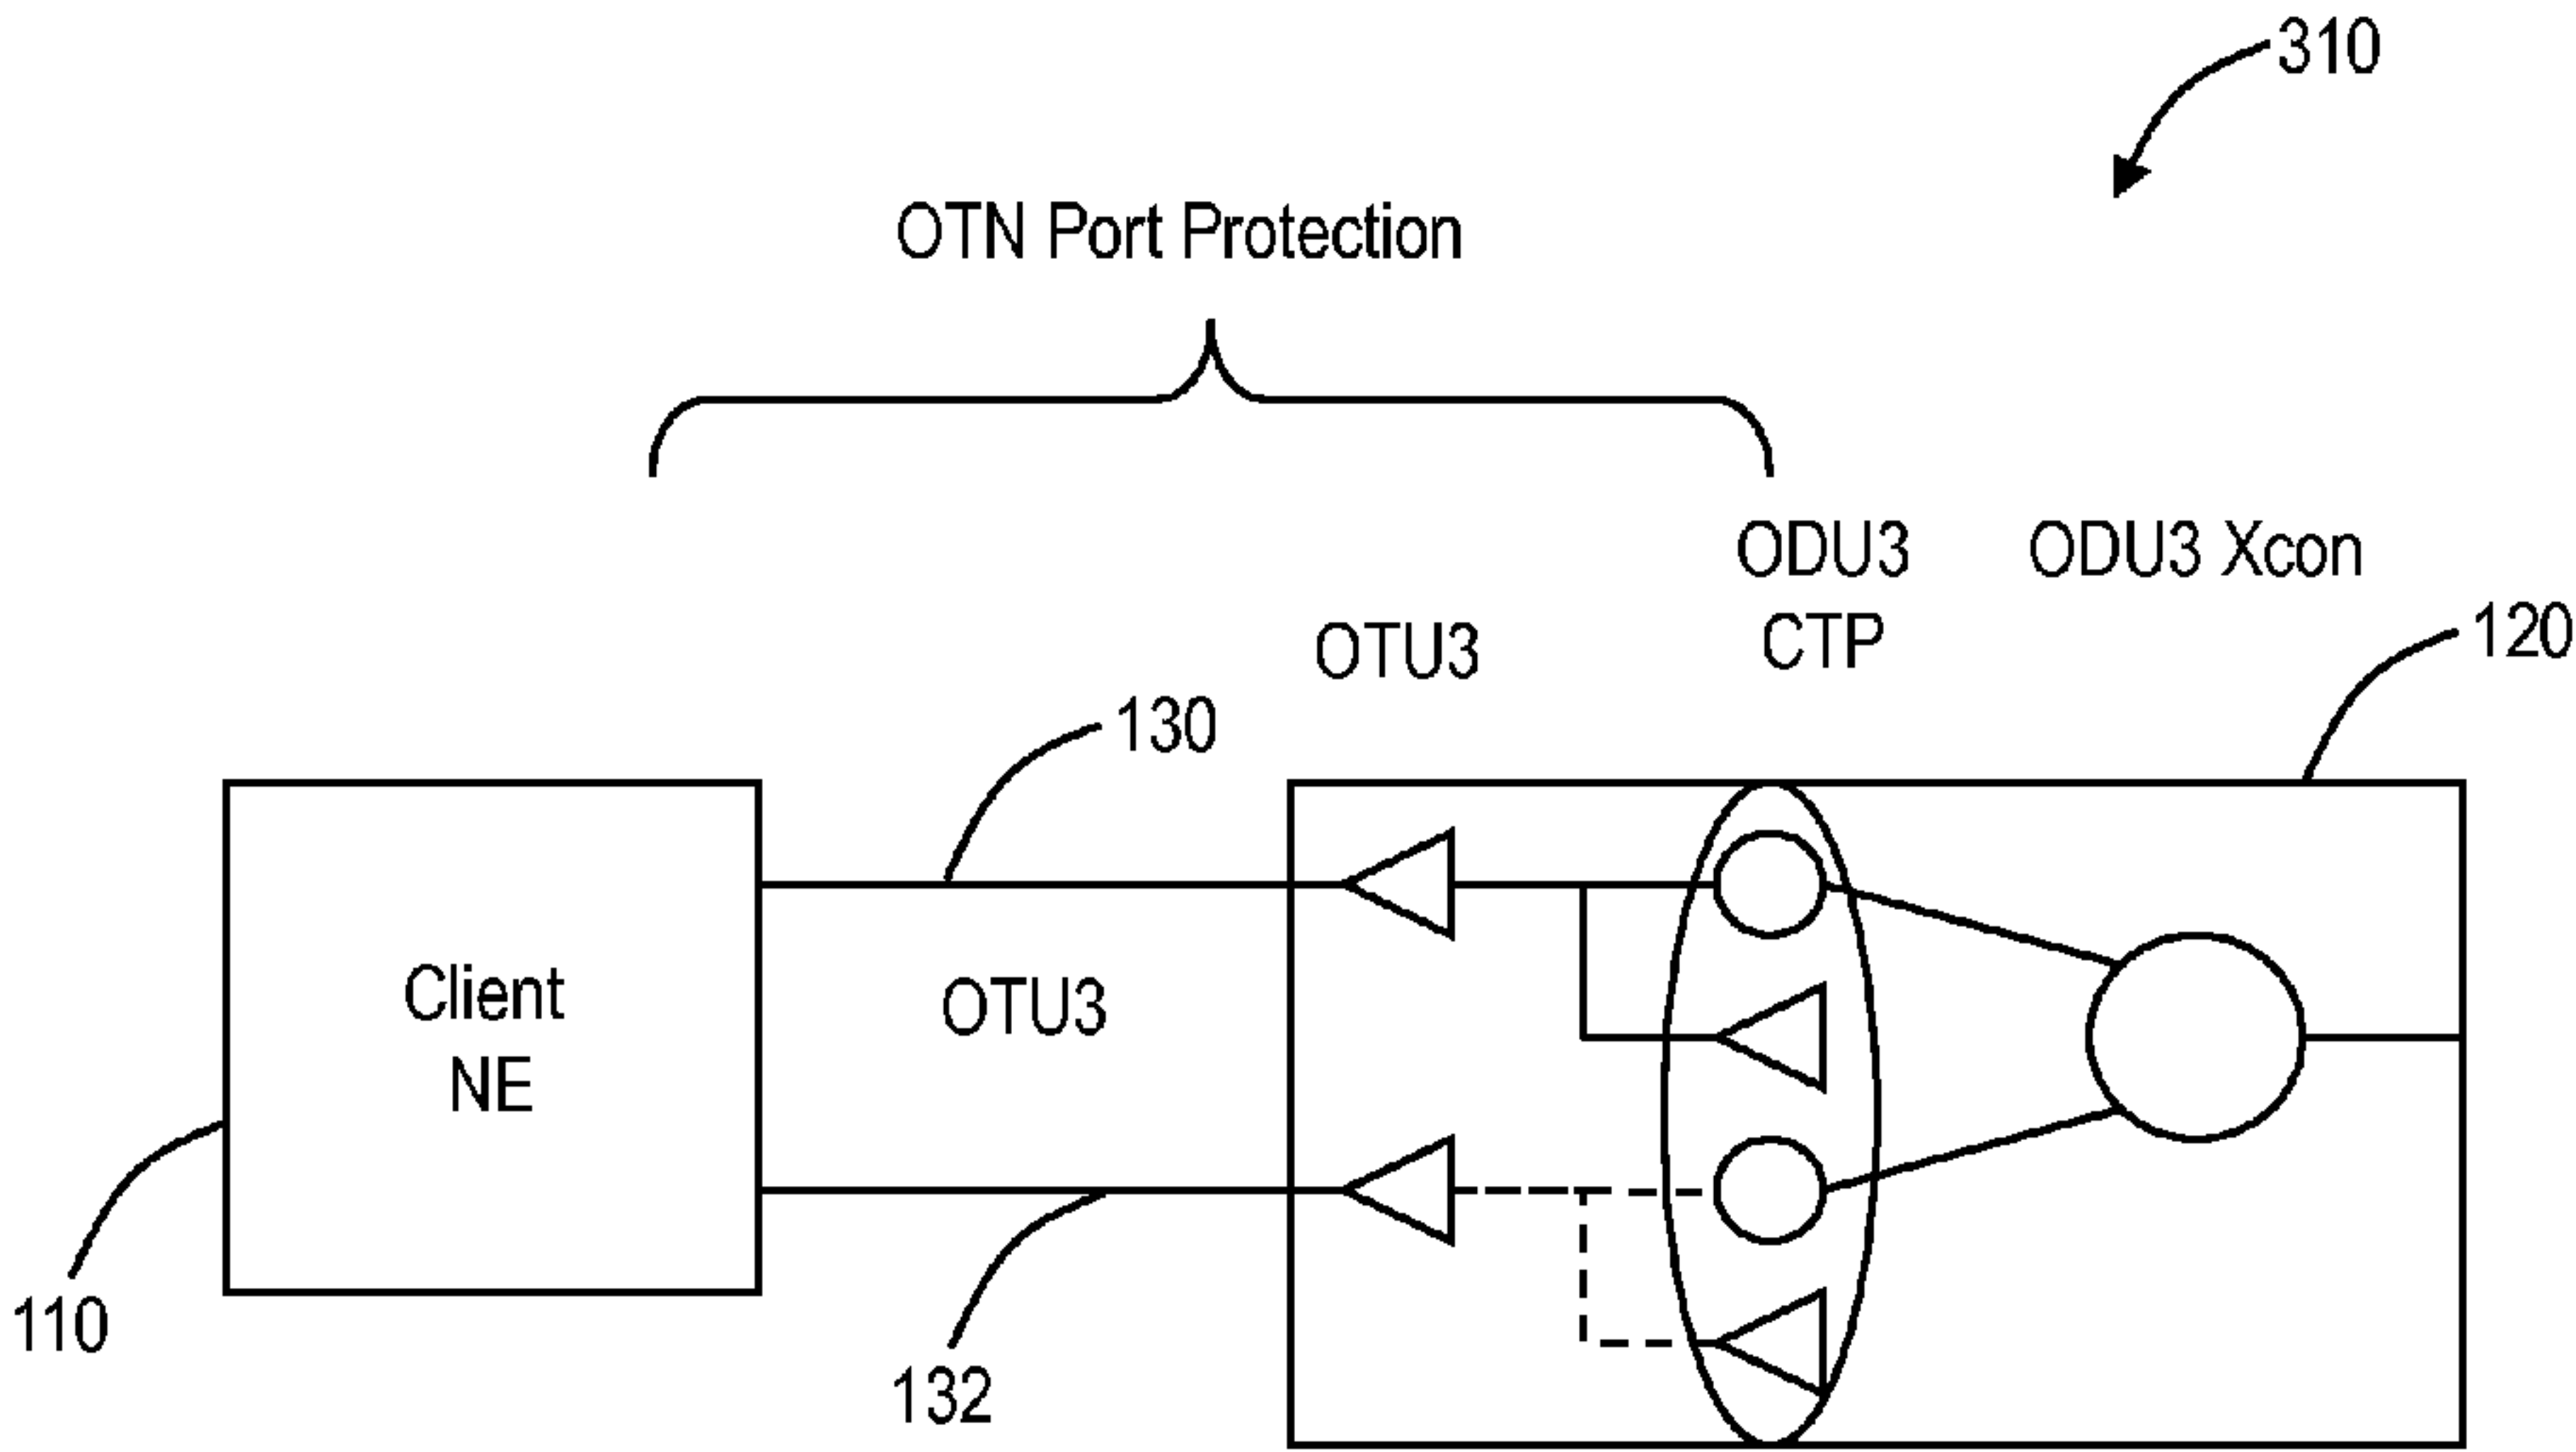 310
OTN Port Protection
ODU3
CTP
ODU3 Xcon
OTU3
120
130
Client
NE
OTU3
110
132